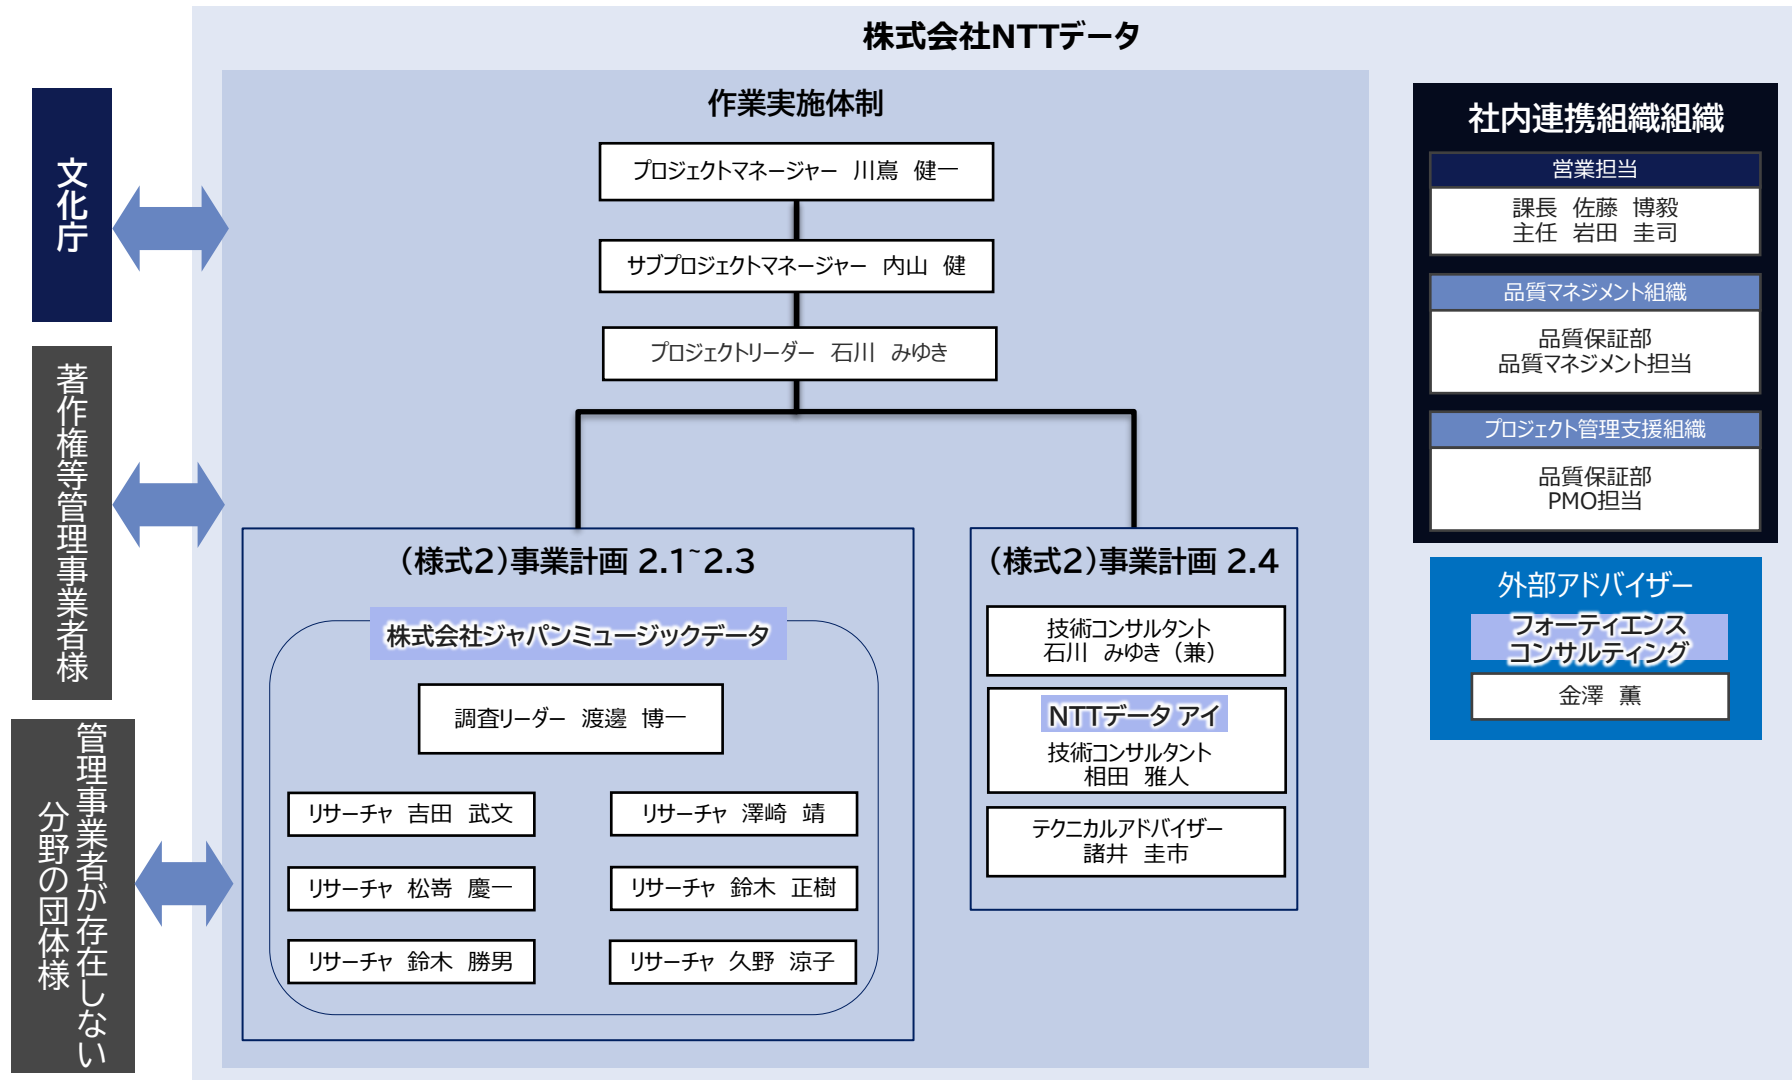 株式会社NTTデータ
文化庁
著作権等管理事業者様
管理事業者が存在しない
分野の団体様
作業実施体制
プロジェクトマネージャー 川嶌 健一
サブプロジェクトマネージャー 内山 健
プロジェクトリーダー 石川 みゆき
(様式2)事業計画 2.1~2.3
株式会社ジャパンミュージックデータ
調査リーダー 渡邊 博一
リサーチャ 吉田 武文
リサーチャ 澤崎 靖
リサーチャ 松嵜 慶一
リサーチャ 鈴木 正樹
リサーチャ 鈴木 勝男
リサーチャ 久野 涼子
(様式2)事業計画 2.4
技術コンサルタント
石川 みゆき(兼)
NTTデータ アイ
技術コンサルタント
相田 雅人
テクニカルアドバイザー
諸井 圭市
社内連携組織組織
営業担当
課長 佐藤 博毅
主任 岩田 圭司
品質マネジメント組織
品質保証部
品質マネジメント担当
プロジェクト管理支援組織
品質保証部
PMO担当
外部アドバイザー
フォーティエンス
コンサルティング
金澤 薫